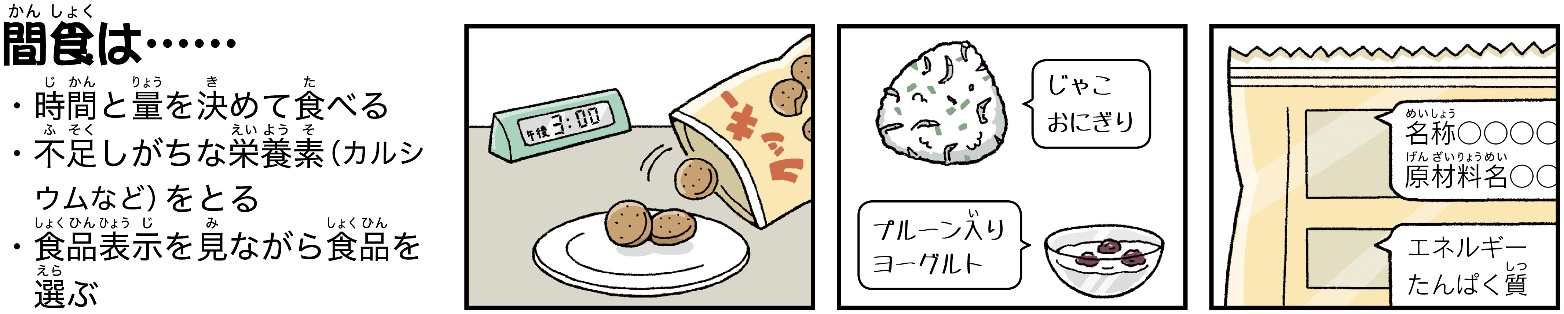 間食は……
・時間と量を決めて食べる
・不足しがちな栄養素(カルシ
ウムなど)をとる
・食品表示を見ながら食品を
選ぶ
午後3:00
じゃこ
おにぎり
プルーン入り
ヨーグルト
名称○○○○
原材料名○○
エネルギー
たんぱく質